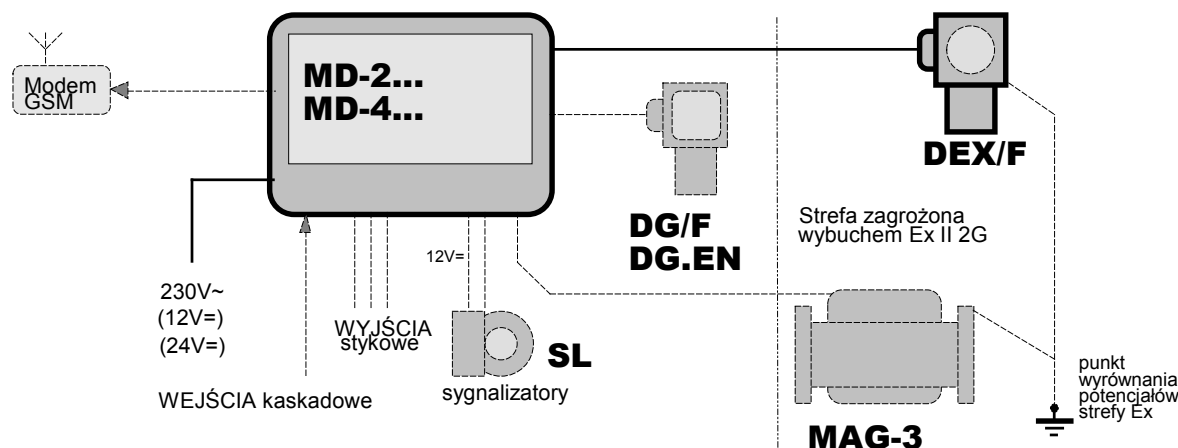 Modem
GSM
MD-2...
MD-4...
DEX/F
DG/F
DG.EN
Strefa zagrożona
wybuchem Ex II 2G
12V=
230V~
(12V=)
(24V=)
WYJŚCIA
stykowe
SL
sygnalizatory
WEJŚCIA kaskadowe
MAG-3
punkt
wyrównania
potencjałów
strefy Ex